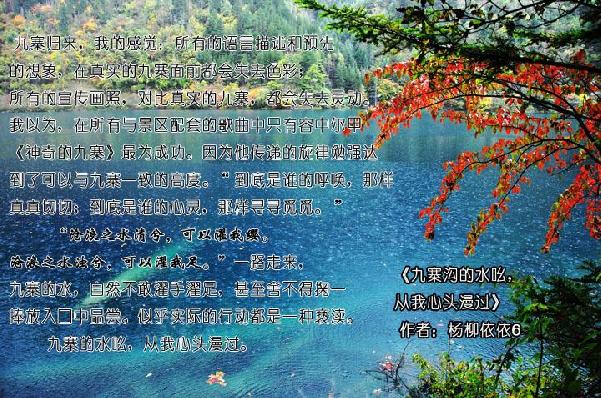 九寨归来，我的感觉：所有的语言描述和预先
的想象，在真实的九寨面前都会失去色彩；
所有的宣传画照，对比真实的九寨，都会失去灵动。
我以为，在所有与景区配套的歌曲中只有容中尔甲
《神奇的九寨》最为成功。因为他传递的旋律勉强达
到了可以与九寨一致的高度。“到底是谁的呼唤，那样
真真切切；到底是谁的心灵，那样寻寻觅觅。”
“沧浪之水清兮，可以濯我缨。
沧浪之水浊兮，可以濯我足。”一路走来，
九寨的水，自然不敢濯手濯足，甚至舍不得掬一
捧放入口中品尝。似乎实际的行动都是一种亵渎。
九寨的水吆，从我心头漫过。
《九寨沟的水吆，
从我心头漫过》
作者：杨柳依依6